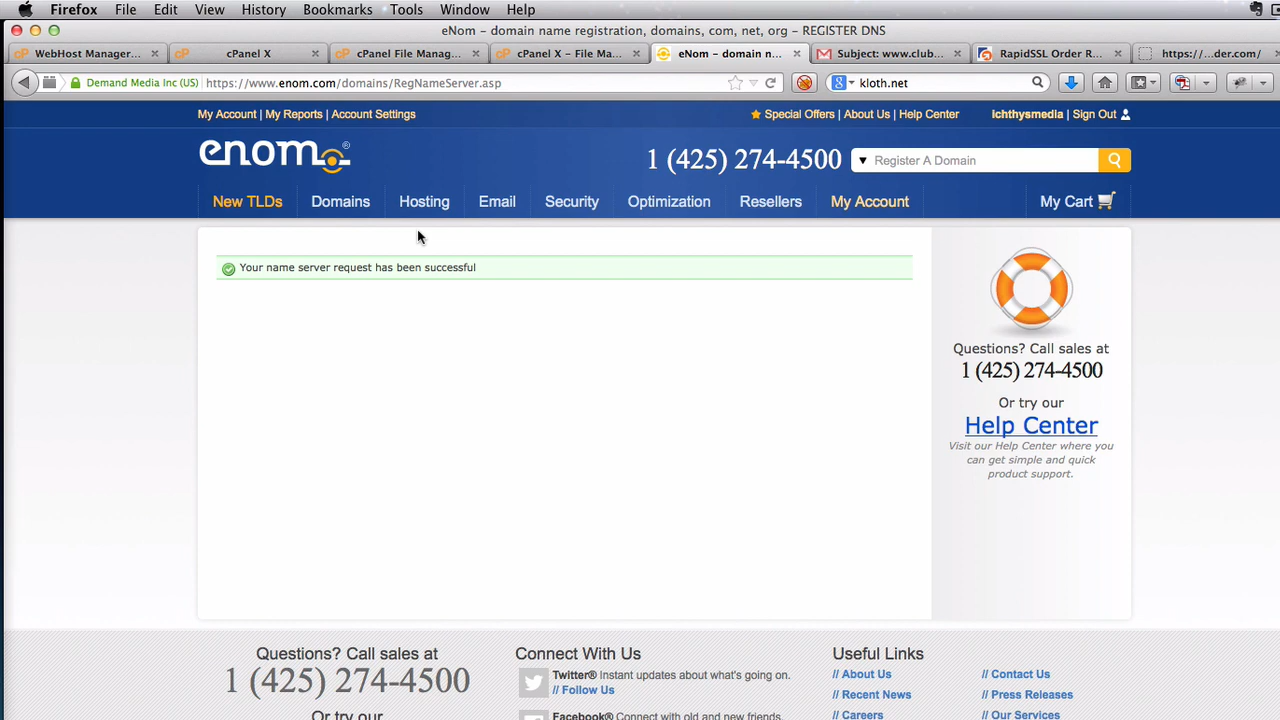 Firefox File Edit View History Bookmarks Tools Window Help
eNom – domain name registration, domains, com, net, org – REGISTER DNS
cP WebHost Manager... × cP cPanel X × cP cPanel File Manag... × cP cPanel X – File Ma... × eNom – domain n... × Subject: www.club... × RapidSSL Order R... × https://...der.com/ ×
Demand Media Inc (US) https://www.enom.com/domains/RegNameServer.asp kloth.net
My Account | My Reports | Account Settings
Special Offers | About Us | Help Center
Ichthysmedia | Sign Out
enom®
1 (425) 274-4500
Register A Domain
New TLDs Domains Hosting Email Security Optimization Resellers My Account My Cart
Your name server request has been successful
Questions? Call sales at
1 (425) 274-4500
Or try our
Help Center
Visit our Help Center where you
can get simple and quick
product support.
Questions? Call sales at
1 (425) 274-4500
Or try our
Connect With Us
Twitter® Instant updates about what's going on.
// Follow Us
Facebook® Connect with old and new friends.
Useful Links
// About Us
// Contact Us
// Recent News
// Press Releases
// Careers
// Our Services